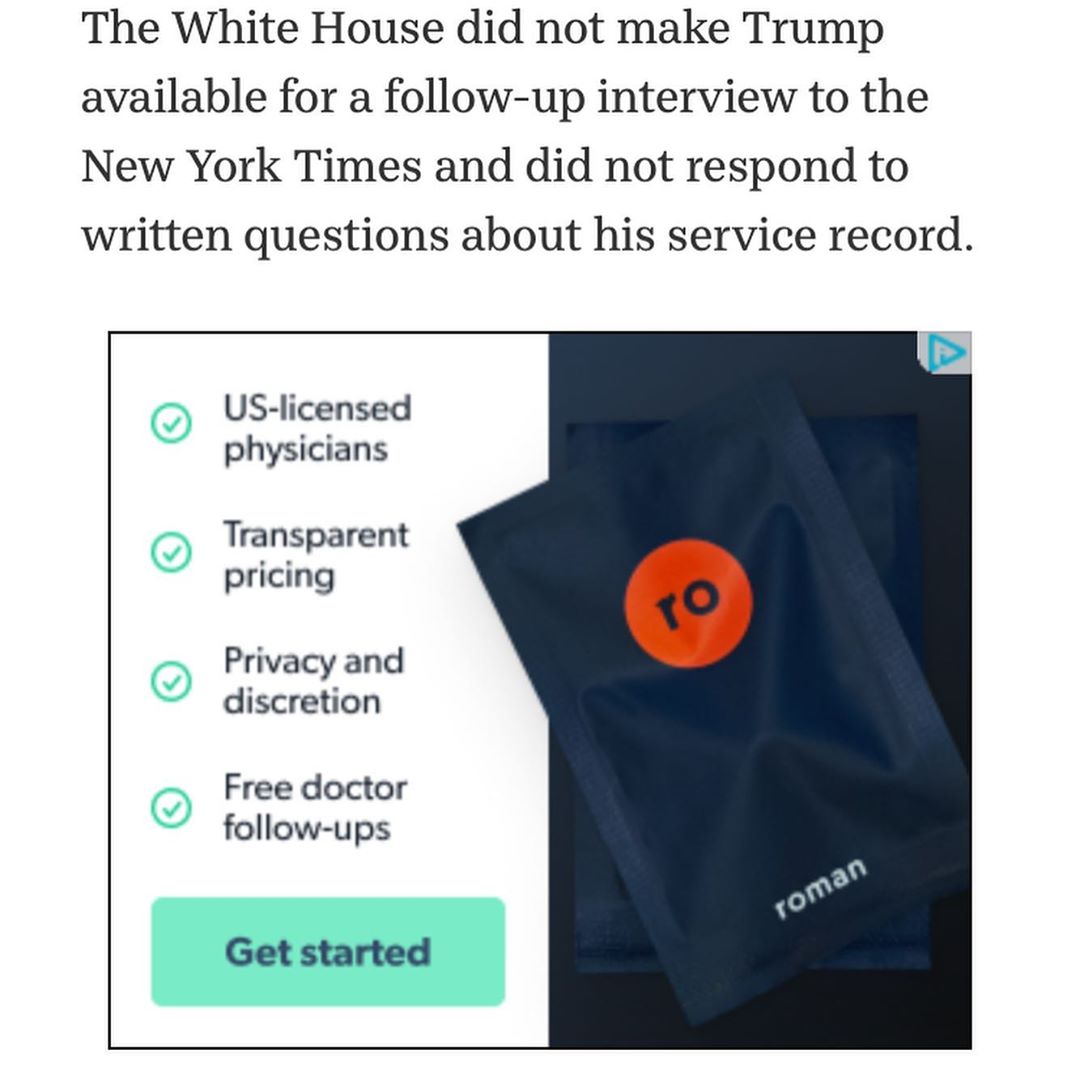 The White House did not make Trump
available for a follow-up interview to the
New York Times and did not respond to
written questions about his service record.
US-licensed
physicians
Transparent
pricing
Privacy and
discretion
Free doctor
follow-ups
Get started
ro
roman